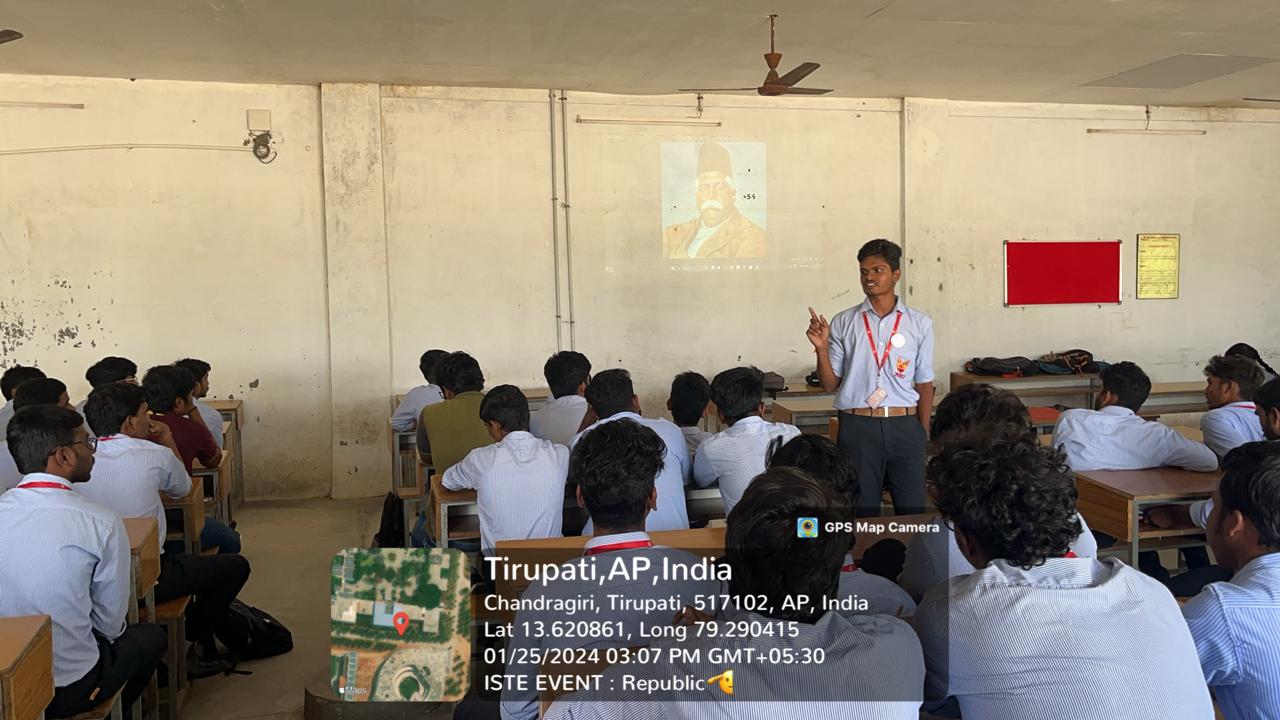 GPS Map Camera
Tirupati,AP,India
Chandragiri, Tirupati, 517102, AP, India
Lat 13.620861, Long 79.290415
01/25/2024 03:07 PM GMT+05:30
ISTE EVENT : Republic🫡
Maps